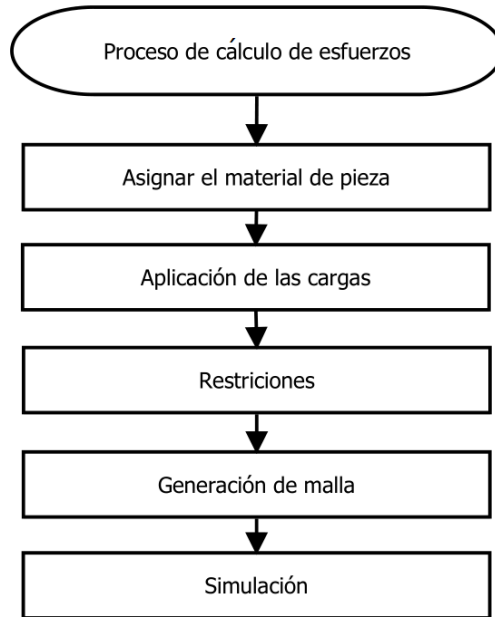 Proceso de cálculo de esfuerzos
Asignar el material de pieza
Aplicación de las cargas
Restriciones
Generación de malla
Simulación